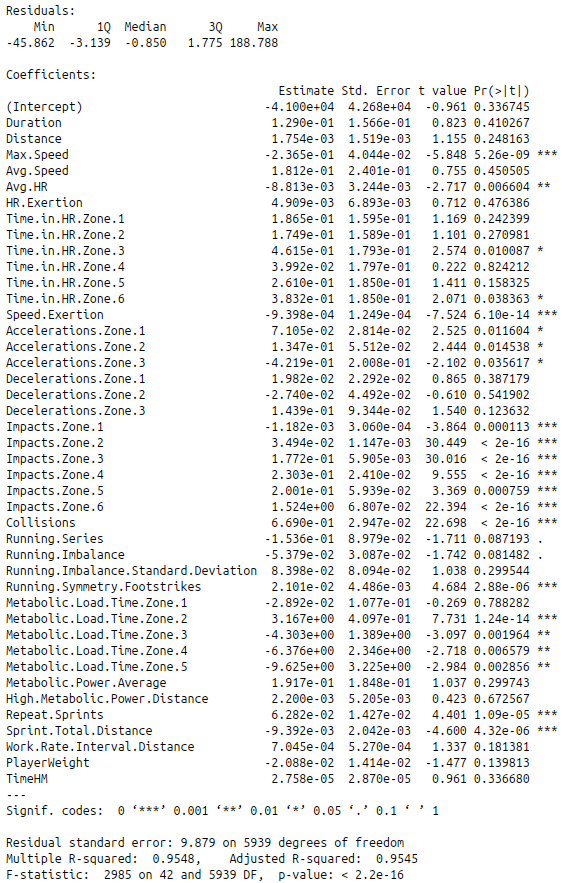 Residuals:
    Min      1Q  Median      3Q     Max
-45.862  -3.139  -0.850   1.775 188.788

Coefficients:
                                       Estimate Std. Error t value Pr(>|t|)
(Intercept)                          -4.100e+04  4.268e+04  -0.961 0.336745
Duration                              1.290e-01  1.566e-01   0.823 0.410267
Distance                              1.754e-03  1.519e-03   1.155 0.248163
Max.Speed                            -2.365e-01  4.044e-02  -5.848 5.26e-09 ***
Avg.Speed                             1.812e-01  2.401e-01   0.755 0.450505
Avg.HR                               -8.813e-03  3.244e-03  -2.717 0.006604 **
HR.Exertion                           4.909e-03  6.893e-03   0.712 0.476386
Time.in.HR.Zone.1                     1.865e-01  1.595e-01   1.169 0.242399
Time.in.HR.Zone.2                     1.749e-01  1.589e-01   1.101 0.270981
Time.in.HR.Zone.3                     4.615e-01  1.793e-01   2.574 0.010087 *
Time.in.HR.Zone.4                     3.992e-02  1.797e-01   0.222 0.824212
Time.in.HR.Zone.5                     2.610e-01  1.850e-01   1.411 0.158325
Time.in.HR.Zone.6                     3.832e-01  1.850e-01   2.071 0.038363 *
Speed.Exertion                       -9.398e-04  1.249e-04  -7.524 6.10e-14 ***
Accelerations.Zone.1                  7.105e-02  2.814e-02   2.525 0.011604 *
Accelerations.Zone.2                  1.347e-01  5.512e-02   2.444 0.014538 *
Accelerations.Zone.3                 -4.219e-01  2.008e-01  -2.102 0.035617 *
Decelerations.Zone.1                  1.982e-02  2.292e-02   0.865 0.387179
Decelerations.Zone.2                 -2.740e-02  4.492e-02  -0.610 0.541902
Decelerations.Zone.3                  1.439e-01  9.344e-02   1.540 0.123632
Impacts.Zone.1                       -1.182e-03  3.060e-04  -3.864 0.000113 ***
Impacts.Zone.2                        3.494e-02  1.147e-03  30.449  < 2e-16 ***
Impacts.Zone.3                        1.772e-01  5.905e-03  30.016  < 2e-16 ***
Impacts.Zone.4                        2.303e-01  2.410e-02   9.555  < 2e-16 ***
Impacts.Zone.5                        2.001e-01  5.939e-02   3.369 0.000759 ***
Impacts.Zone.6                        1.524e+00  6.807e-02  22.394  < 2e-16 ***
Collisions                            6.690e-01  2.947e-02  22.698  < 2e-16 ***
Running.Series                       -1.536e-01  8.979e-02  -1.711 0.087193 .
Running.Imbalance                    -5.379e-02  3.087e-02  -1.742 0.081482 .
Running.Imbalance.Standard.Deviation  8.398e-02  8.094e-02   1.038 0.299544
Running.Symmetry.Footstrikes          2.101e-02  4.486e-03   4.684 2.88e-06 ***
Metabolic.Load.Time.Zone.1           -2.892e-02  1.077e-01  -0.269 0.788282
Metabolic.Load.Time.Zone.2            3.167e+00  4.097e-01   7.731 1.24e-14 ***
Metabolic.Load.Time.Zone.3           -4.303e+00  1.389e+00  -3.097 0.001964 **
Metabolic.Load.Time.Zone.4           -6.376e+00  2.346e+00  -2.718 0.006579 **
Metabolic.Load.Time.Zone.5           -9.625e+00  3.225e+00  -2.984 0.002856 **
Metabolic.Power.Average               1.917e-01  1.848e-01   1.037 0.299743
High.Metabolic.Power.Distance         2.200e-03  5.205e-03   0.423 0.672567
Repeat.Sprints                        6.282e-02  1.427e-02   4.401 1.09e-05 ***
Sprint.Total.Distance                -9.392e-03  2.042e-03  -4.600 4.32e-06 ***
Work.Rate.Interval.Distance           7.045e-04  5.270e-04   1.337 0.181381
PlayerWeight                         -2.088e-02  1.414e-02  -1.477 0.139813
TimeHM                                2.758e-05  2.870e-05   0.961 0.336680
---
Signif. codes:  0 ‘***’ 0.001 ‘**’ 0.01 ‘*’ 0.05 ‘.’ 0.1 ‘ ’ 1

Residual standard error: 9.879 on 5939 degrees of freedom
Multiple R-squared:  0.9548,    Adjusted R-squared:  0.9545
F-statistic:  2985 on 42 and 5939 DF,  p-value: < 2.2e-16